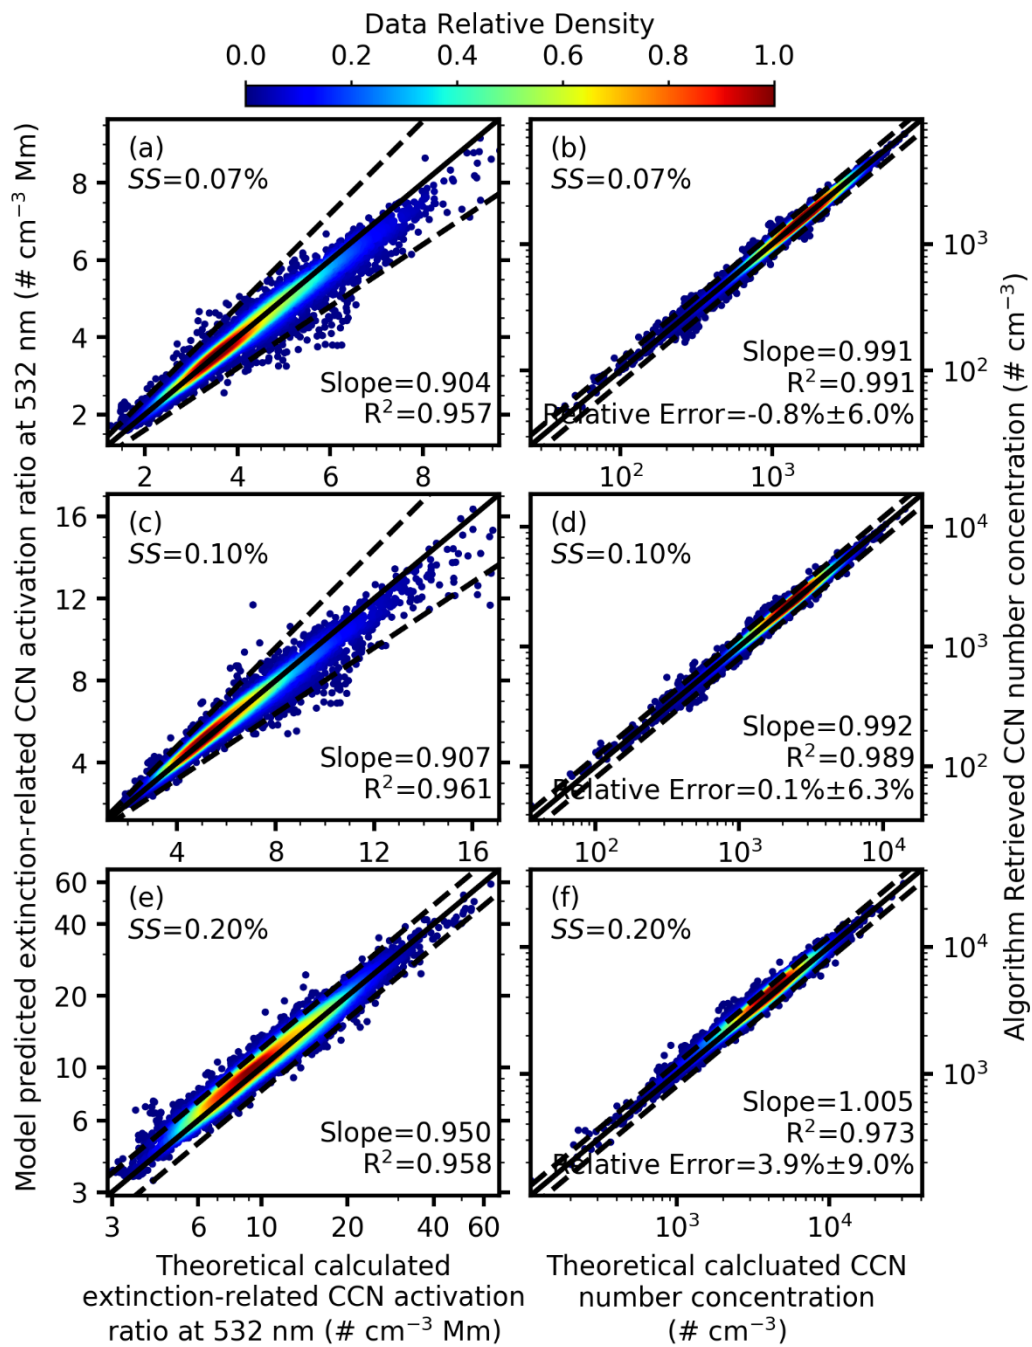 Data Relative Density
0.0 0.2 0.4 0.6 0.8 1.0
Model predicted extinction-related CCN activation ratio at 532 nm (# cm⁻³ Mm)
(a)
SS=0.07%
Slope=0.904
R²=0.957
8
6
4
2
2 4 6 8
(b)
SS=0.07%
Slope=0.991
R²=0.991
Relative Error=-0.8%±6.0%
10³
10²
10² 10³
(c)
SS=0.10%
Slope=0.907
R²=0.961
16
12
8
4
4 8 12 16
(d)
SS=0.10%
Slope=0.992
R²=0.989
Relative Error=0.1%±6.3%
10⁴
10³
10²
10² 10³ 10⁴
(e)
SS=0.20%
Slope=0.950
R²=0.958
60
40
20
10
6
3
3 6 10 20 40 60
(f)
SS=0.20%
Slope=1.005
R²=0.973
Relative Error=3.9%±9.0%
10⁴
10³
10³ 10⁴
Algorithm Retrieved CCN number concentration (# cm⁻³)
Theoretical calculated
extinction-related CCN activation
ratio at 532 nm (# cm⁻³ Mm)
Theoretical calcluated CCN
number concentration
(# cm⁻³)